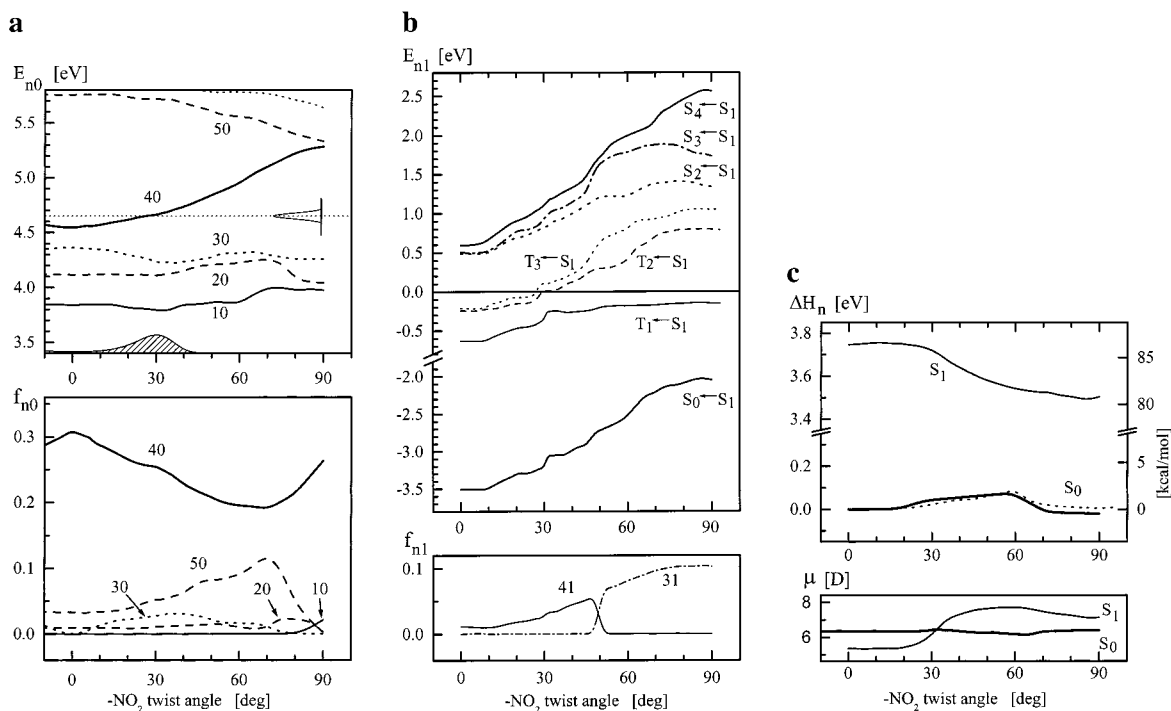 a
E_n0 [eV]
5.5
5.0
4.5
4.0
3.5
50
40
30
20
10
0 30 60 90
f_n0
0.3
0.2
0.1
0.0
40
50
30
20
10
0 30 60 90
-NO2 twist angle [deg]
b
E_n1 [eV]
2.5
2.0
1.5
1.0
0.5
0.0
-0.5
-2.0
-2.5
-3.0
-3.5
S4←S1
S3←S1
S2←S1
T3←S1
T2←S1
T1←S1
S0←S1
0 30 60 90
f_n1
0.1
0.0
41
31
0 30 60 90
-NO2 twist angle [deg]
c
ΔH_n [eV]
3.8
3.6
3.4
0.2
0.1
0.0
S1
S0
85
80
5
0
[kcal/mol]
0 30 60 90
μ [D]
8
6
S1
S0
0 30 60 90
-NO2 twist angle [deg]